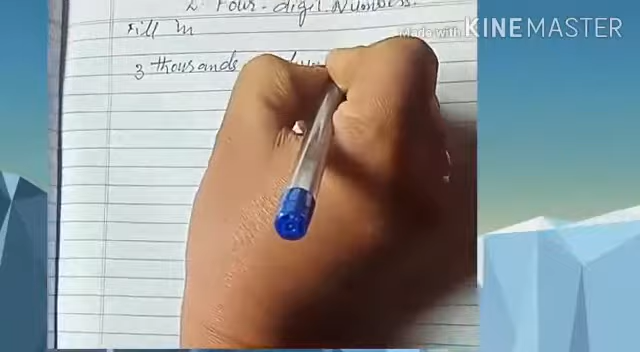 2. Four-digit Numbers.
Made with KINEMASTER
Fill in
3 thousands